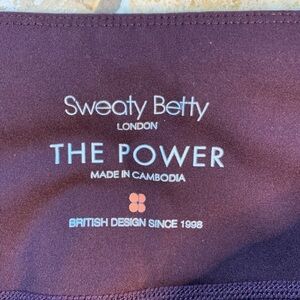 Sweaty Betty
LONDON
THE POWER
MADE IN CAMBODIA
BRITISH DESIGN SINCE 1998